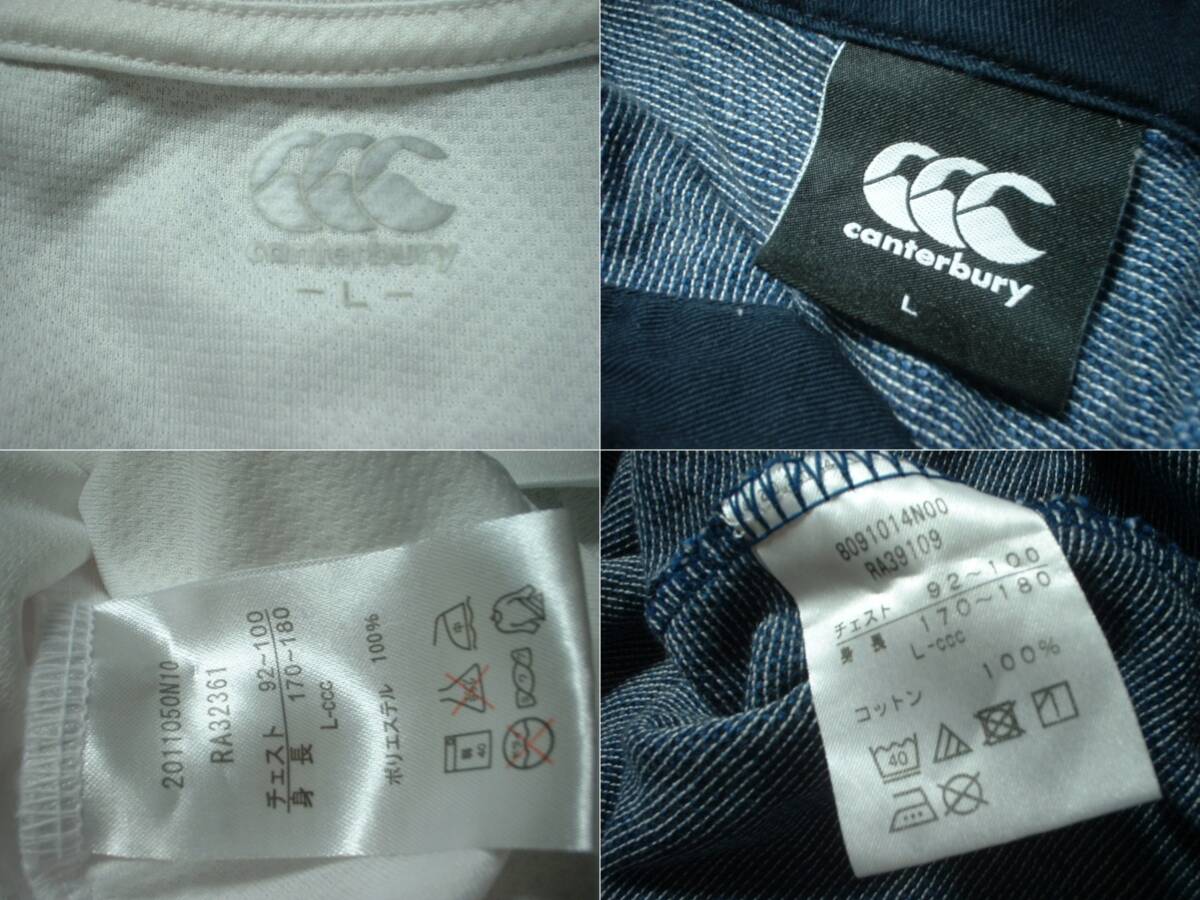 canterbury
- L -
canterbury
L
2011050N10
RA32361
チェスト 92~100
身 長 170~180
L-ccc
ポリエステル 100%
中
40
8091014N00
RA39109
チェスト 92~100
身 長 170~180
L-ccc
コットン 100%
40